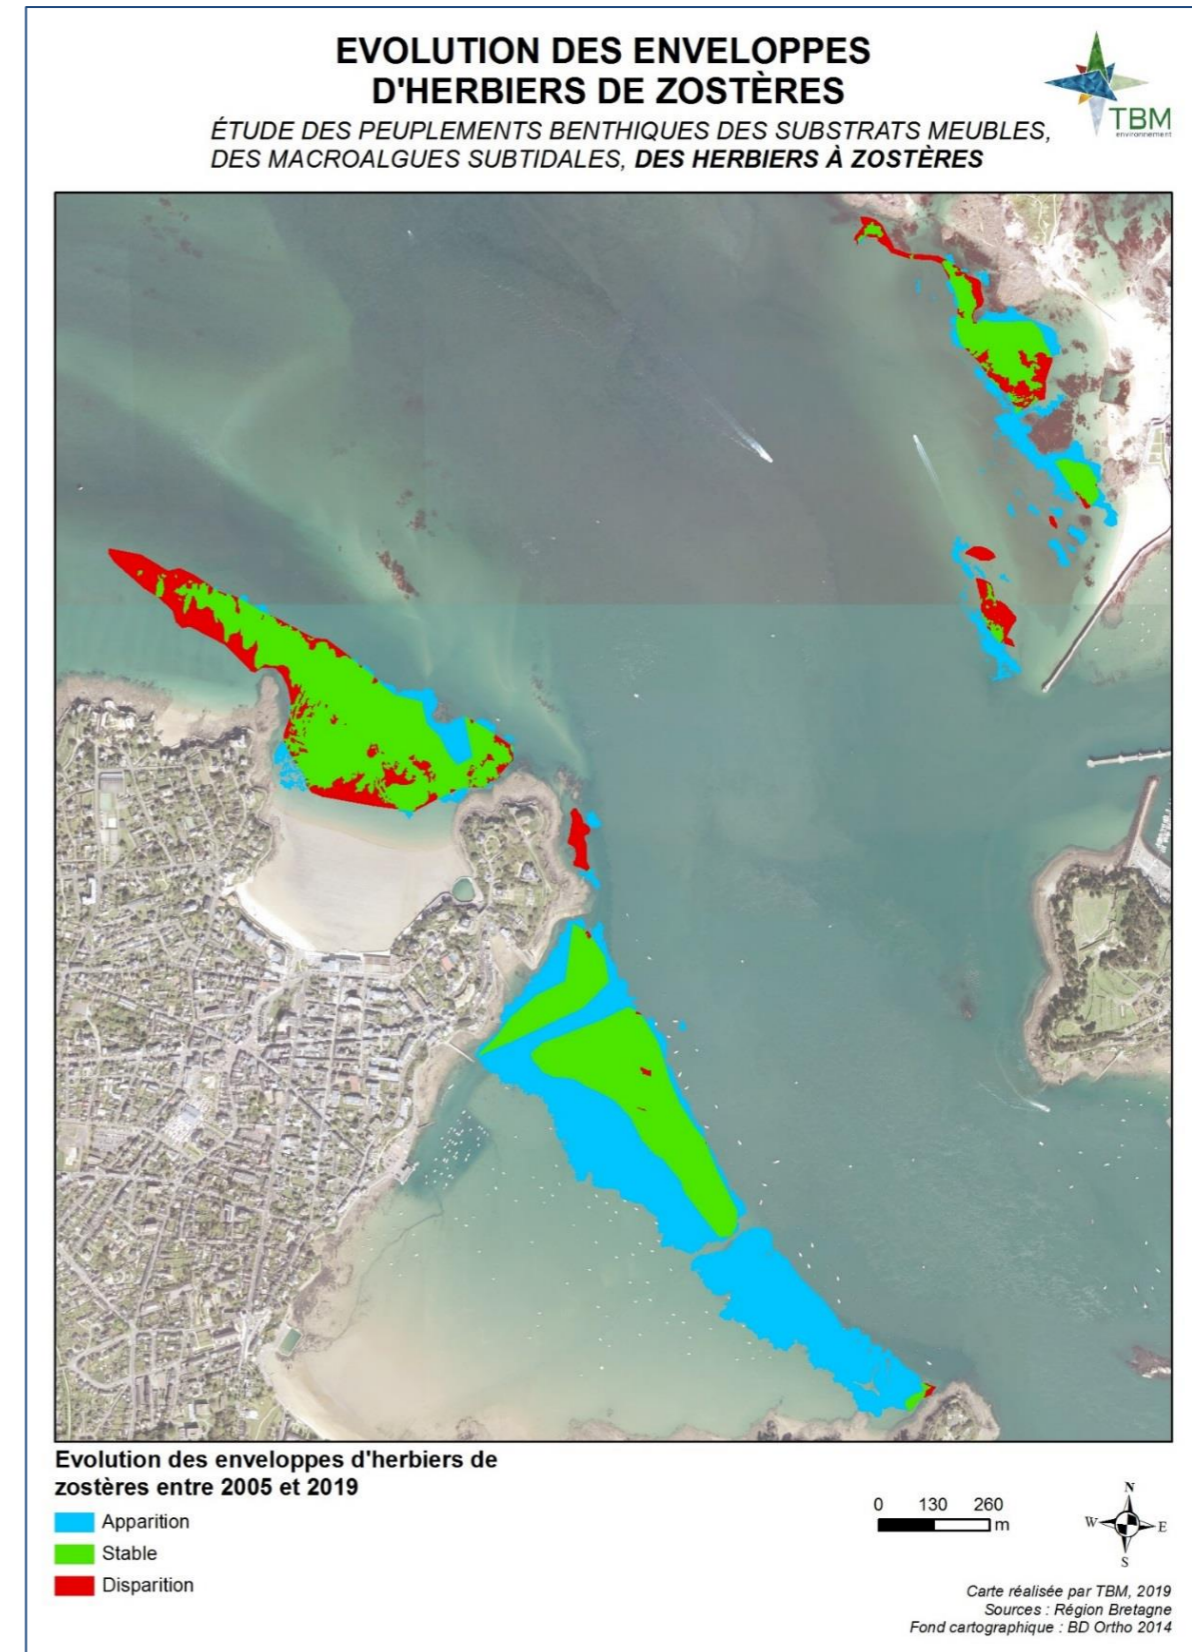 EVOLUTION DES ENVELOPPES
D'HERBIERS DE ZOSTÈRES
ÉTUDE DES PEUPLEMENTS BENTHIQUES DES SUBSTRATS MEUBLES,
DES MACROALGUES SUBTIDALES, DES HERBIERS À ZOSTÈRES
TBM
environnement
Evolution des enveloppes d'herbiers de
zostères entre 2005 et 2019
Apparition
Stable
Disparition
0 130 260
m
N
W E
S
Carte réalisée par TBM, 2019
Sources : Région Bretagne
Fond cartographique : BD Ortho 2014